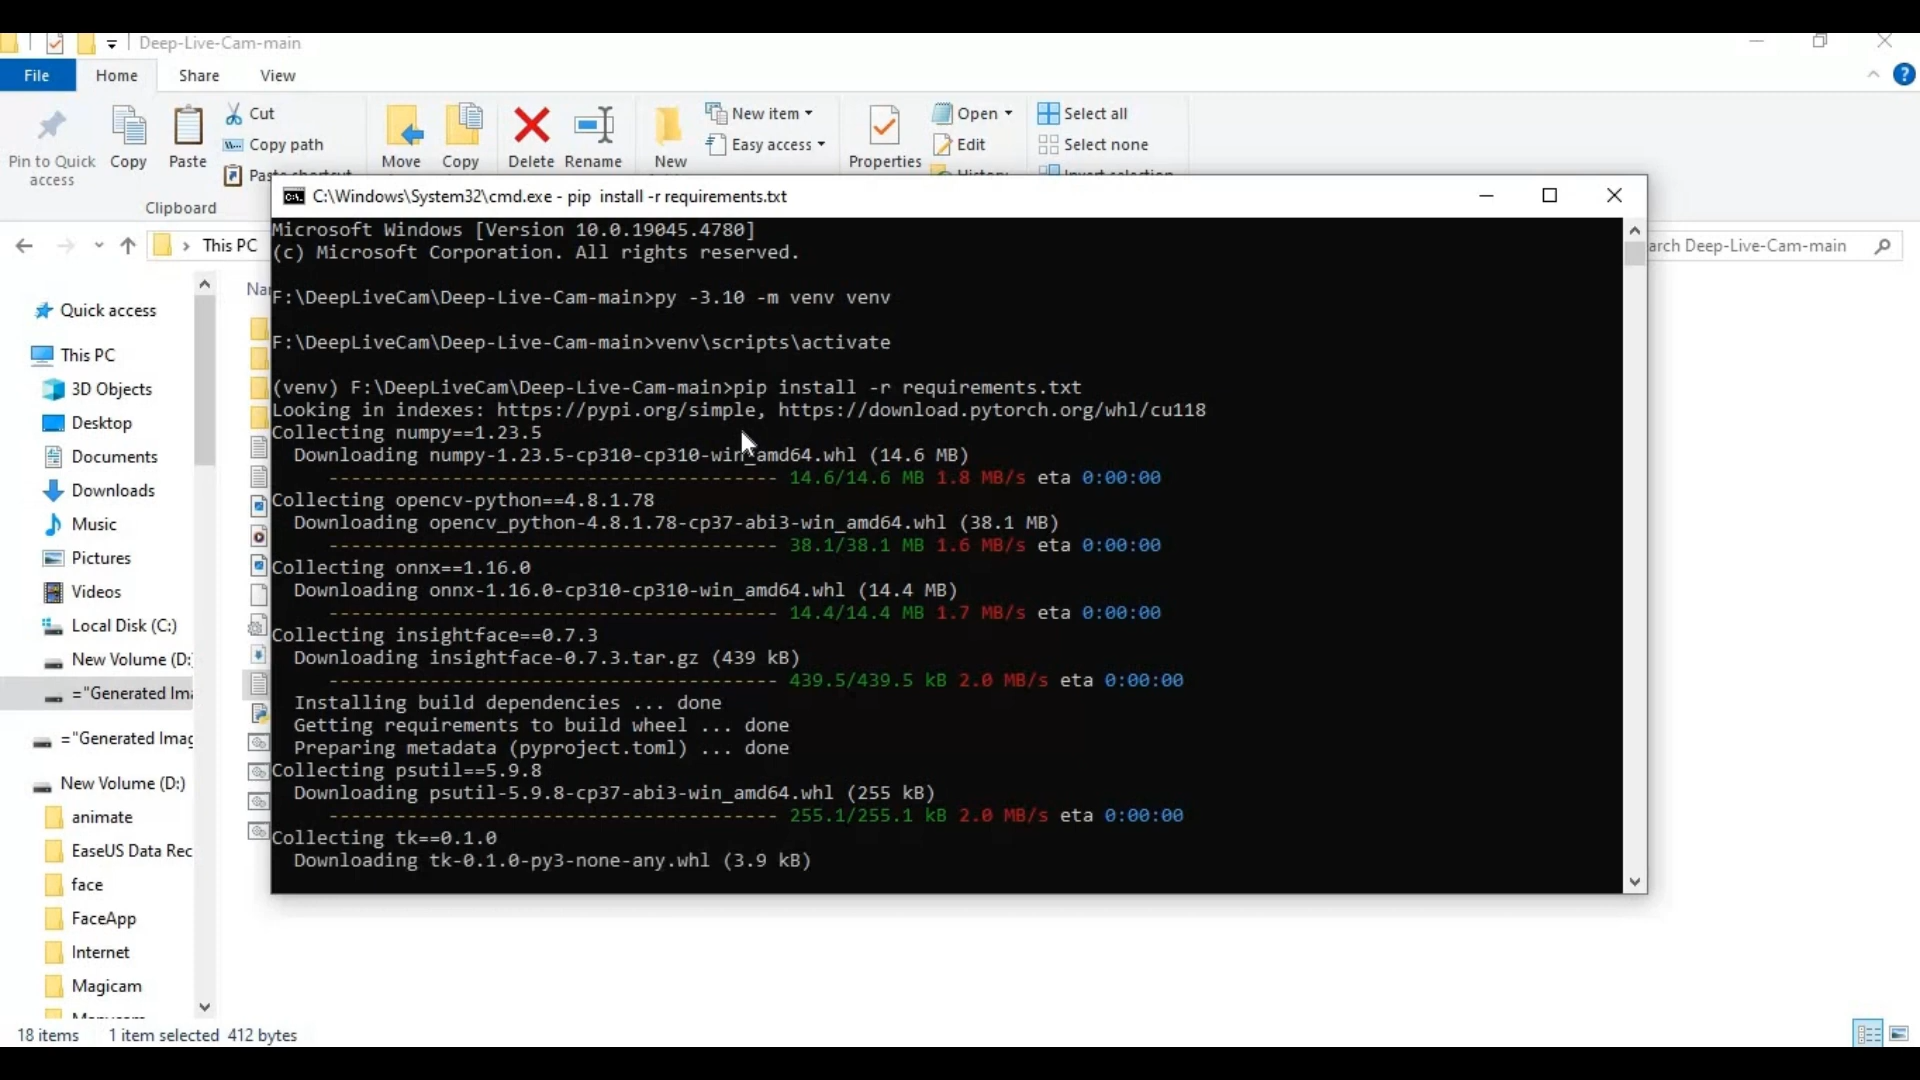 Deep-Live-Cam-main
File Home Share View
Pin to Quick access
Copy
Paste
Cut
Copy path
Paste shortcut
Clipboard
Move
Copy
Delete
Rename
New
New item
Easy access
Properties
Open
Edit
History
Select all
Select none
Invert selection
This PC
arch Deep-Live-Cam-main
C:\Windows\System32\cmd.exe - pip  install -r requirements.txt
Microsoft Windows [Version 10.0.19045.4780]
(c) Microsoft Corporation. All rights reserved.
F:\DeepLiveCam\Deep-Live-Cam-main>py -3.10 -m venv venv
F:\DeepLiveCam\Deep-Live-Cam-main>venv\scripts\activate
(venv) F:\DeepLiveCam\Deep-Live-Cam-main>pip install -r requirements.txt
Looking in indexes: https://pypi.org/simple, https://download.pytorch.org/whl/cu118
Collecting numpy==1.23.5
Downloading numpy-1.23.5-cp310-cp310-win_amd64.whl (14.6 MB)
---------------------------------------- 14.6/14.6 MB 1.8 MB/s eta 0:00:00
Collecting opencv-python==4.8.1.78
Downloading opencv_python-4.8.1.78-cp37-abi3-win_amd64.whl (38.1 MB)
---------------------------------------- 38.1/38.1 MB 1.6 MB/s eta 0:00:00
Collecting onnx==1.16.0
Downloading onnx-1.16.0-cp310-cp310-win_amd64.whl (14.4 MB)
---------------------------------------- 14.4/14.4 MB 1.7 MB/s eta 0:00:00
Collecting insightface==0.7.3
Downloading insightface-0.7.3.tar.gz (439 kB)
---------------------------------------- 439.5/439.5 kB 2.0 MB/s eta 0:00:00
Installing build dependencies ... done
Getting requirements to build wheel ... done
Preparing metadata (pyproject.toml) ... done
Collecting psutil==5.9.8
Downloading psutil-5.9.8-cp37-abi3-win_amd64.whl (255 kB)
---------------------------------------- 255.1/255.1 kB 2.0 MB/s eta 0:00:00
Collecting tk==0.1.0
Downloading tk-0.1.0-py3-none-any.whl (3.9 kB)
Na
Quick access
This PC
3D Objects
Desktop
Documents
Downloads
Music
Pictures
Videos
Local Disk (C:)
New Volume (D:
="Generated Ima
="Generated Imag
New Volume (D:)
animate
EaseUS Data Rec
face
FaceApp
Internet
Magicam
18 items 1 item selected 412 bytes